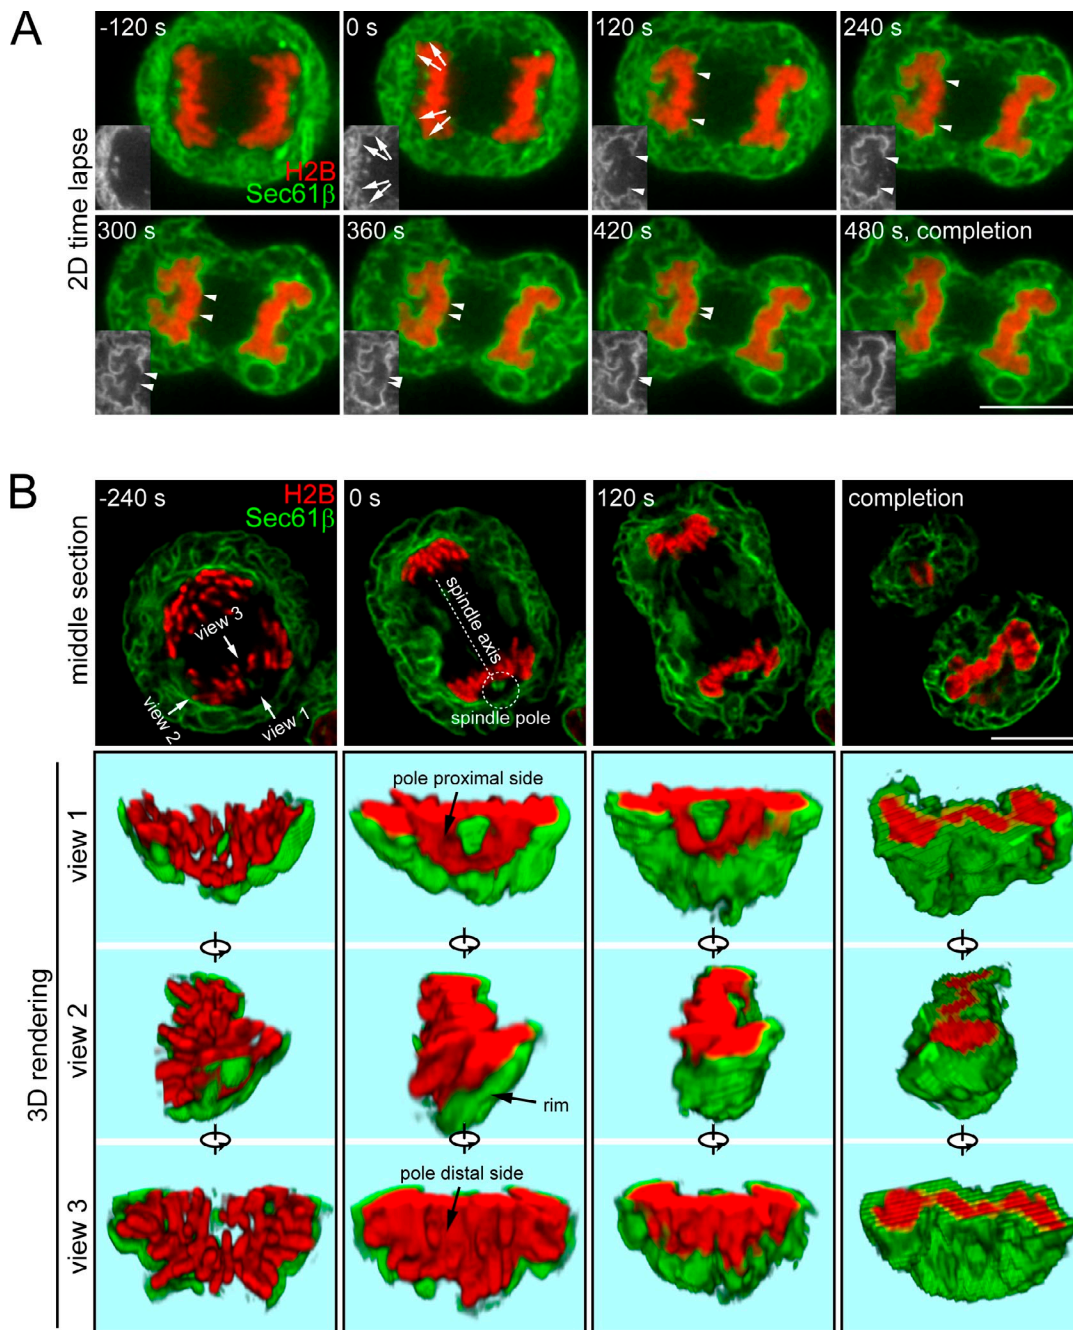 A
2D time lapse
-120 s
H2B
Sec61β
0 s
120 s
240 s
300 s
360 s
420 s
480 s, completion
B
middle section
-240 s
H2B
Sec61β
view 3
view 2
view 1
0 s
spindle axis
spindle pole
120 s
completion
3D rendering
view 1
pole proximal side
view 2
rim
view 3
pole distal side